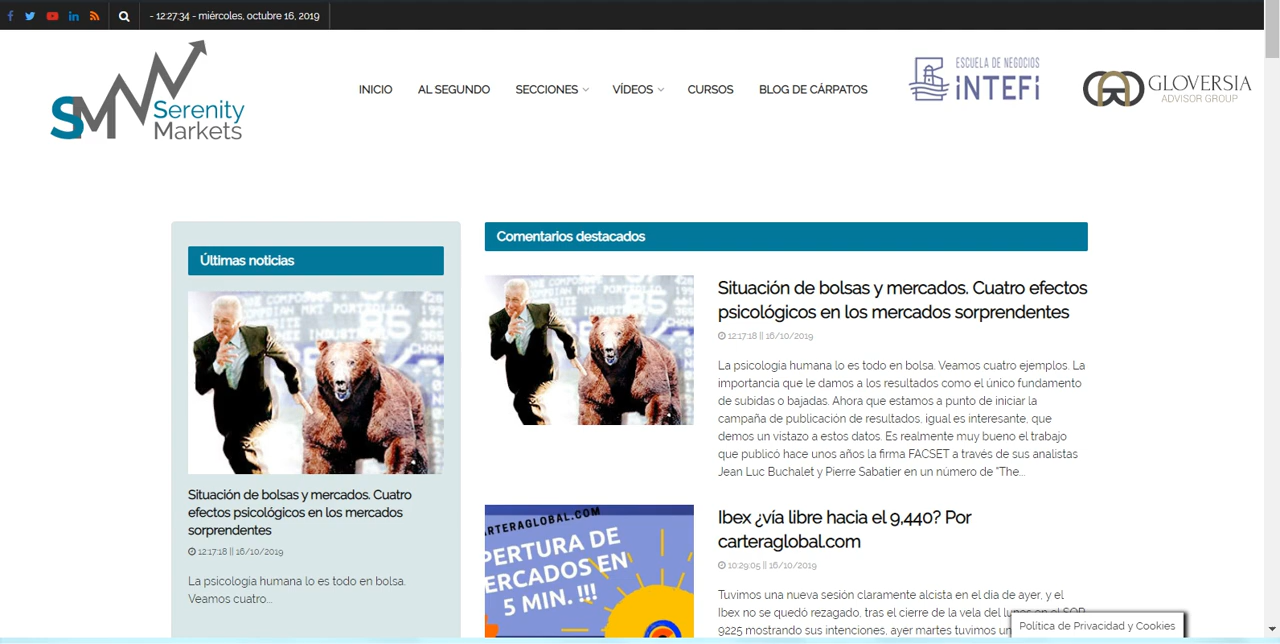 - 12:27:34 - miércoles, octubre 16, 2019
SM Serenity
Markets
INICIO
AL SEGUNDO
SECCIONES
VÍDEOS
CURSOS
BLOG DE CÁRPATOS
ESCUELA DE NEGOCIOS
INTEFI
GLOVERSIA
ADVISOR GROUP
Últimas noticias
Situación de bolsas y mercados. Cuatro
efectos psicológicos en los mercados
sorprendentes
12:17:18 || 16/10/2019
La psicología humana lo es todo en bolsa.
Veamos cuatro...
Comentarios destacados
Situación de bolsas y mercados. Cuatro efectos
psicológicos en los mercados sorprendentes
12:17:18 || 16/10/2019
La psicología humana lo es todo en bolsa. Veamos cuatro ejemplos. La
importancia que le damos a los resultados como el único fundamento
de subidas o bajadas. Ahora que estamos a punto de iniciar la
campaña de publicación de resultados, igual es interesante, que
demos un vistazo a estos datos. Es realmente muy bueno el trabajo
que publicó hace unos años la firma FACSET a través de sus analistas
Jean Luc Buchalet y Pierre Sabatier en un número de "The...
RTERAGLOBAL.COM
PERTURA DE
ERCADOS EN
5 MIN. !!!
Ibex ¿vía libre hacia el 9,440? Por
carteraglobal.com
10:29:05 || 16/10/2019
Tuvimos una nueva sesión claramente alcista en el día de ayer, y el
Ibex no se quedó rezagado, tras el cierre de la vela del lunes en el SOP
9225 mostrando sus intenciones, ayer martes tuvimos un
Política de Privacidad y Cookies